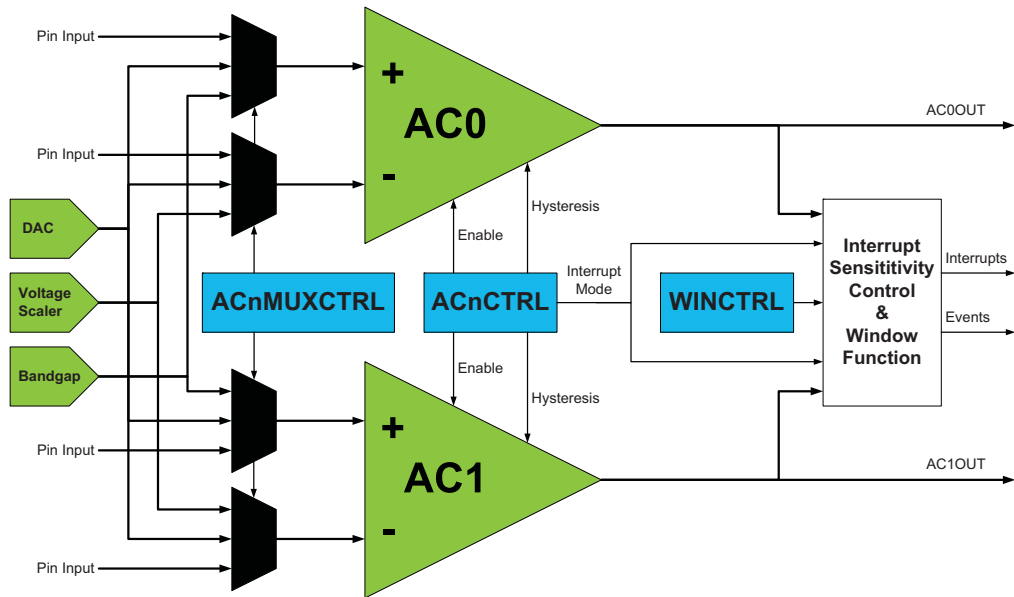 Pin Input
+
AC0
-
AC0OUT
Pin Input
DAC
Voltage
Scaler
Bandgap
Enable
Hysteresis
ACnMUXCTRL
ACnCTRL
Interrupt
Mode
WINCTRL
Interrupt
Sensititivity
Control
&
Window
Function
Interrupts
Events
Enable
Hysteresis
Pin Input
+
AC1
-
AC1OUT
Pin Input